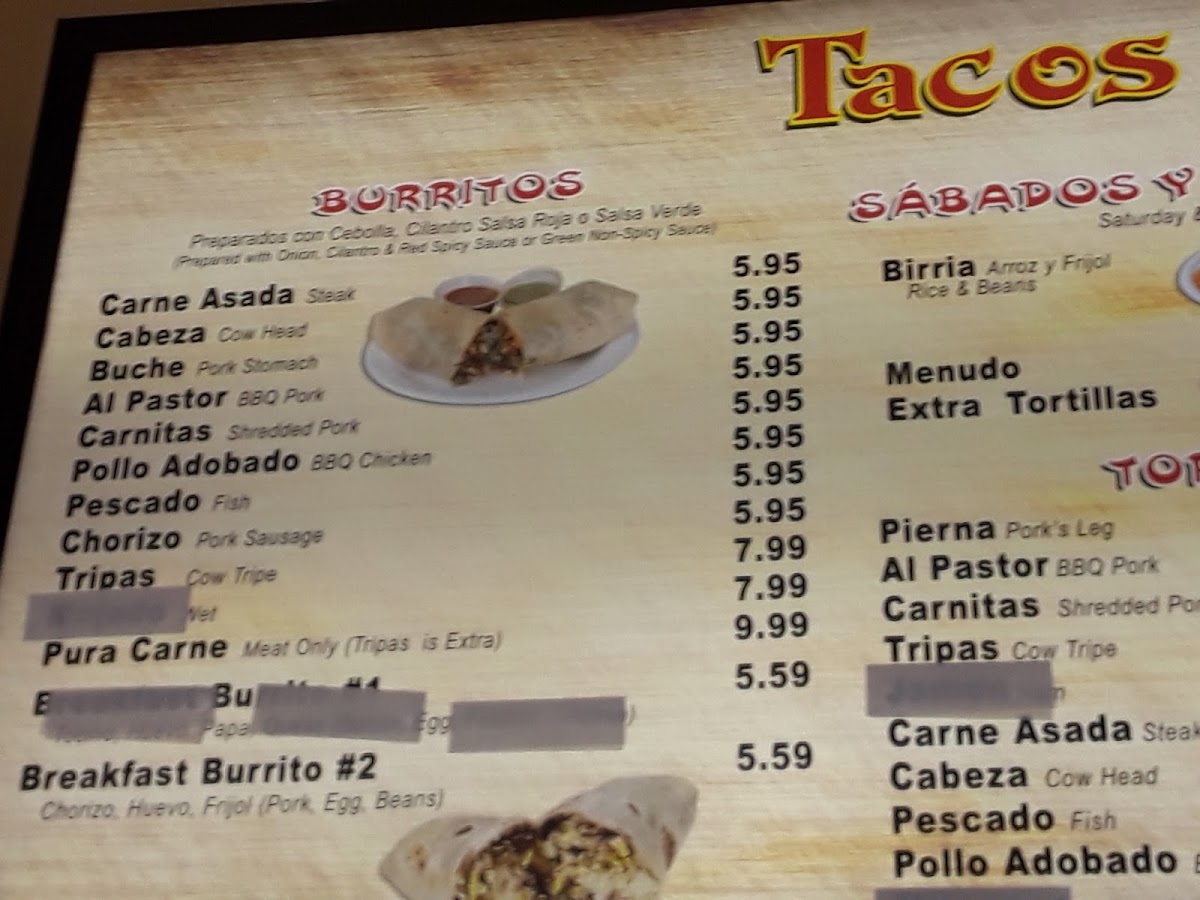 Tacos
BURRITOS
Preparados con Cebolla, Cilantro Salsa Roja o Salsa Verde
(Prepared with Onion, Cilantro & Red Spicy Sauce or Green Non-Spicy Sauce)
Carne Asada Steak 5.95
Cabeza Cow Head 5.95
Buche Pork Stomach 5.95
Al Pastor BBQ Pork 5.95
Carnitas Shredded Pork 5.95
Pollo Adobado BBQ Chicken 5.95
Pescado Fish 5.95
Chorizo Pork Sausage 5.95
Tripas Cow Tripe 7.99
7.99
Pura Carne Meat Only (Tripas is Extra) 9.99
5.59
Egg
Breakfast Burrito #2 5.59
Chorizo, Huevo, Frijol (Pork, Egg, Beans)
SÁBADOS Y
Saturday
Birria Arroz y Frijol
Rice & Beans
Menudo
Extra Tortillas
Pierna Pork's Leg
Al Pastor BBQ Pork
Carnitas Shredded
Tripas Cow Tripe
Carne Asada Steak
Cabeza Cow Head
Pescado Fish
Pollo Adobado